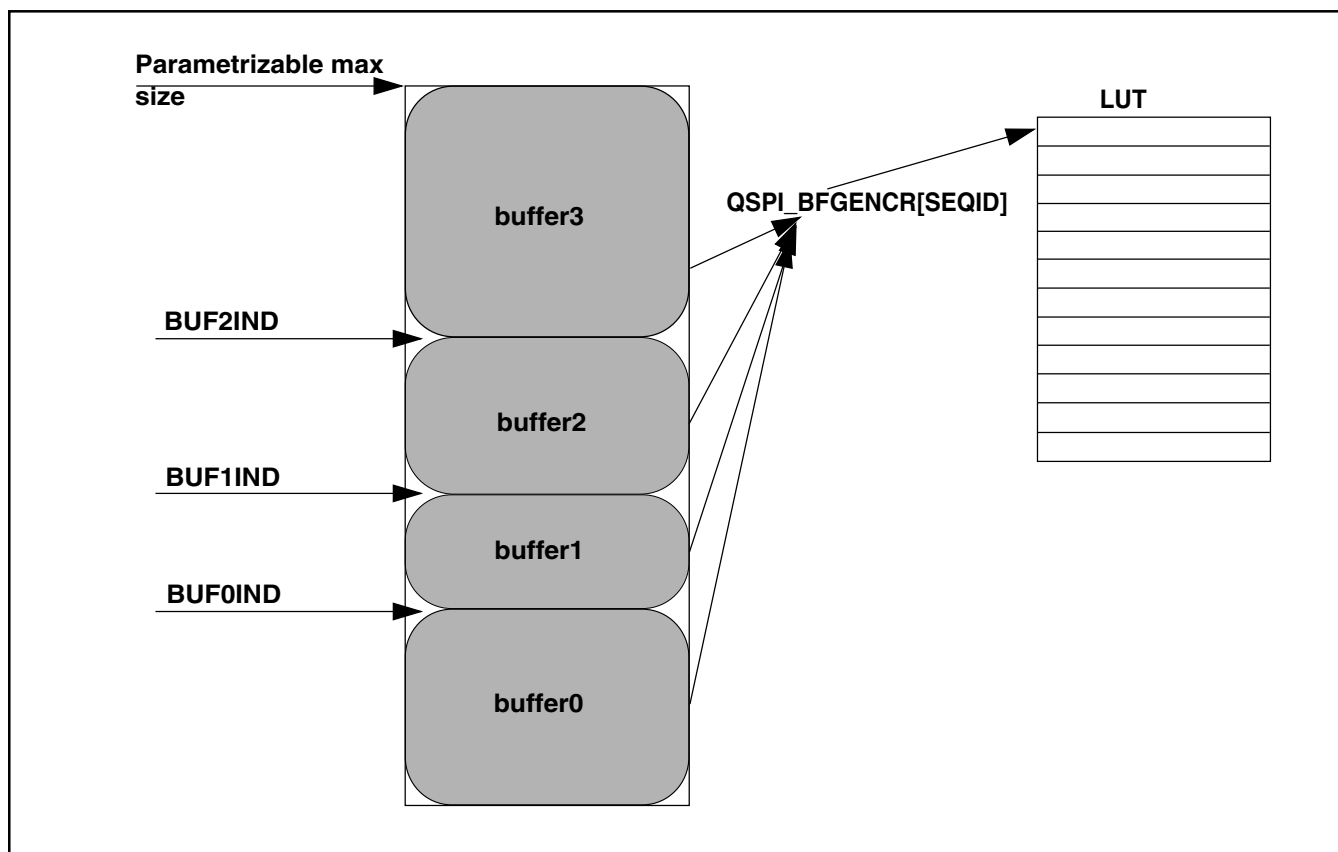 Parametrizable max
size
LUT
QSPI_BFGENCR[SEQID]
buffer3
BUF2IND
buffer2
BUF1IND
buffer1
BUF0IND
buffer0